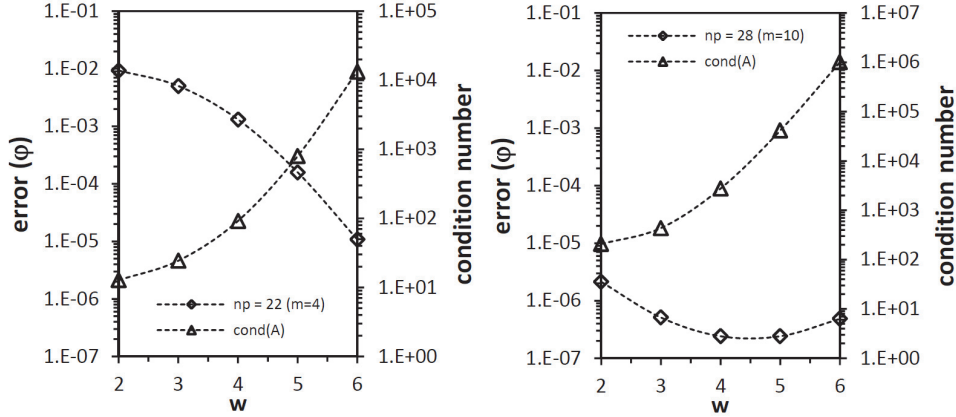 error (φ)
1.E-01
1.E-02
1.E-03
1.E-04
1.E-05
1.E-06
1.E-07
1.E+05
1.E+04
1.E+03
1.E+02
1.E+01
1.E+00
condition number
np = 22 (m=4)
cond(A)
2 3 4 5 6
w
error (φ)
1.E-01
1.E-02
1.E-03
1.E-04
1.E-05
1.E-06
1.E-07
1.E+07
1.E+06
1.E+05
1.E+04
1.E+03
1.E+02
1.E+01
1.E+00
condition number
np = 28 (m=10)
cond(A)
2 3 4 5 6
w